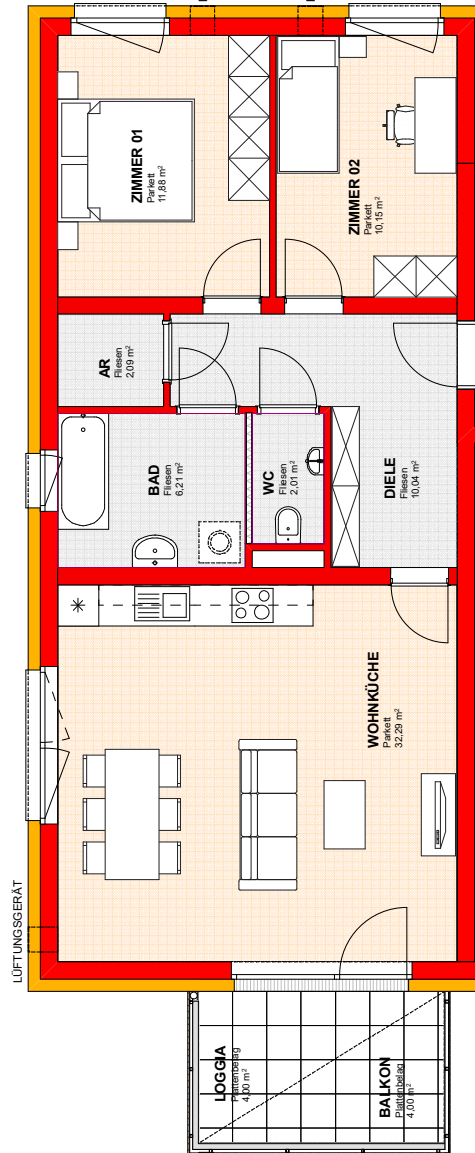 ZIMMER 01
Parkett
11,88 m²
ZIMMER 02
Parkett
10,15 m²
AR
Fliesen
2,09 m²
BAD
Fliesen
6,21 m²
WC
Fliesen
2,01 m²
DIELE
Fliesen
10,04 m²
WOHNKÜCHE
Parkett
32,29 m²
LÜFTUNGSGERÄT
LOGGIA
Plattenbelag
4,00 m²
BALKON
Plattenbelag
4,00 m²